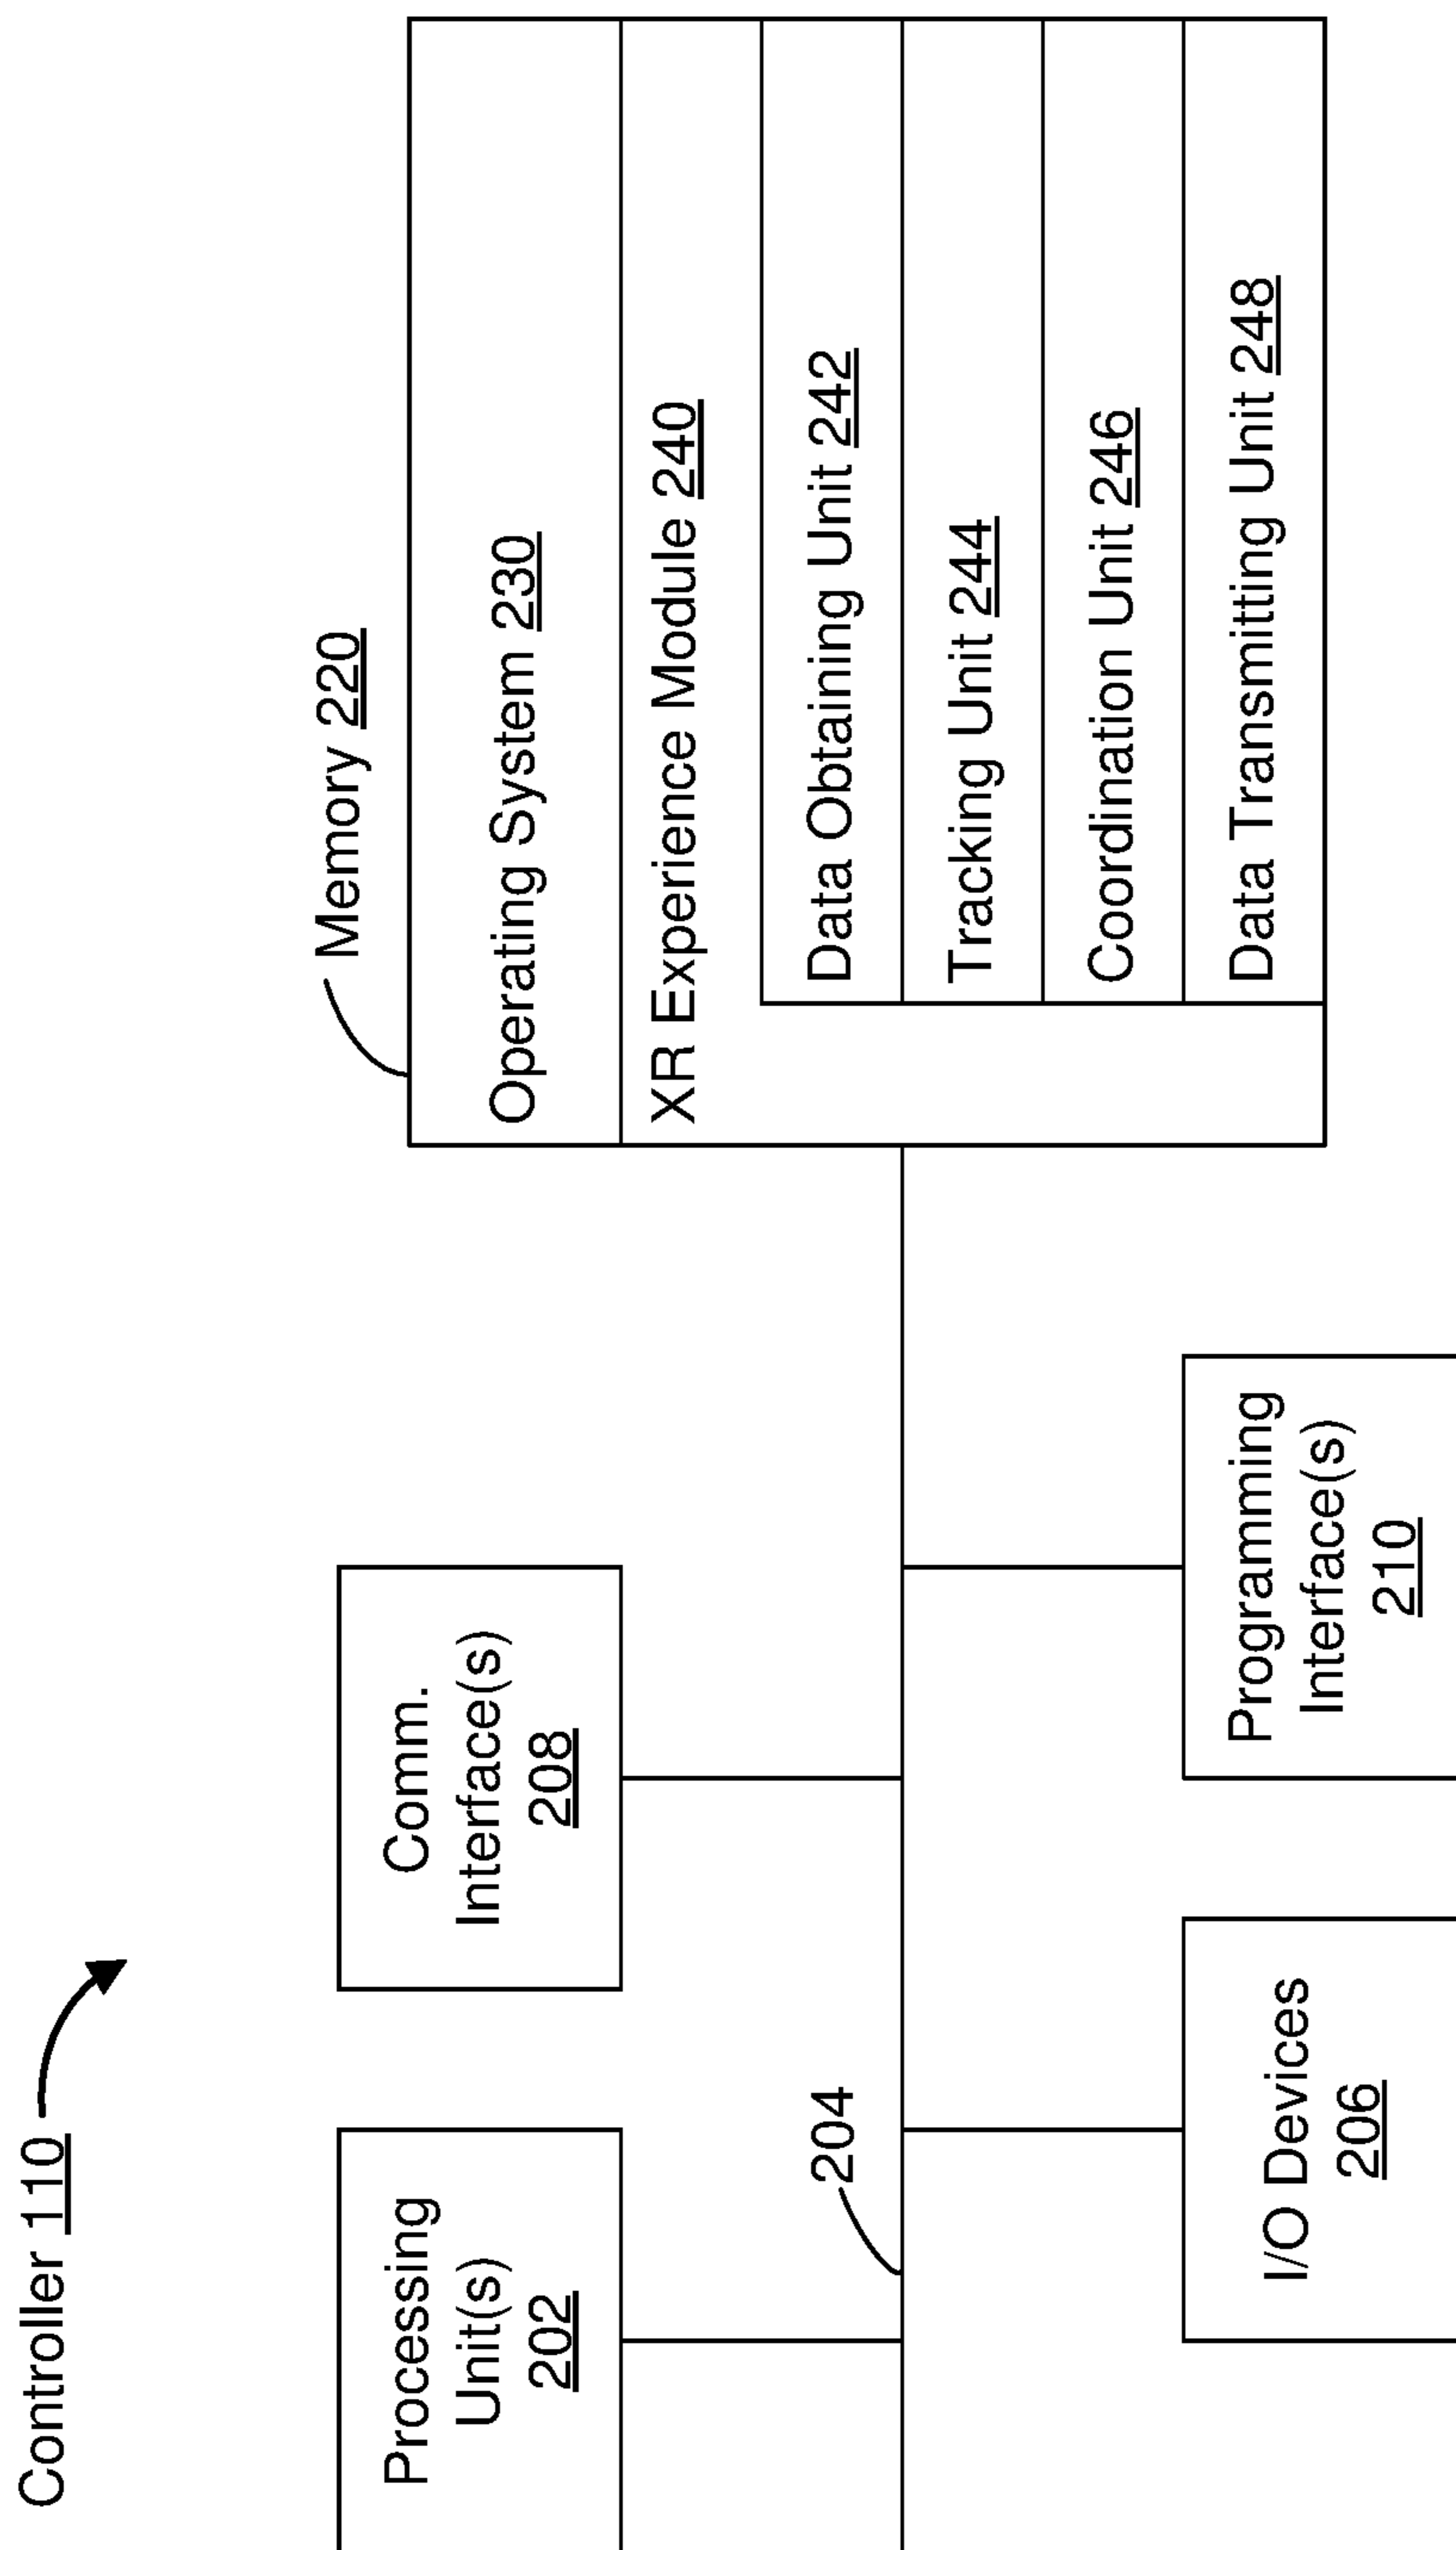 Controller 110
Processing
Unit(s)
202
Comm.
Interface(s)
208
204
I/O Devices
206
Programming
Interface(s)
210
Memory 220
Operating System 230
XR Experience Module 240
Data Obtaining Unit 242
Tracking Unit 244
Coordination Unit 246
Data Transmitting Unit 248